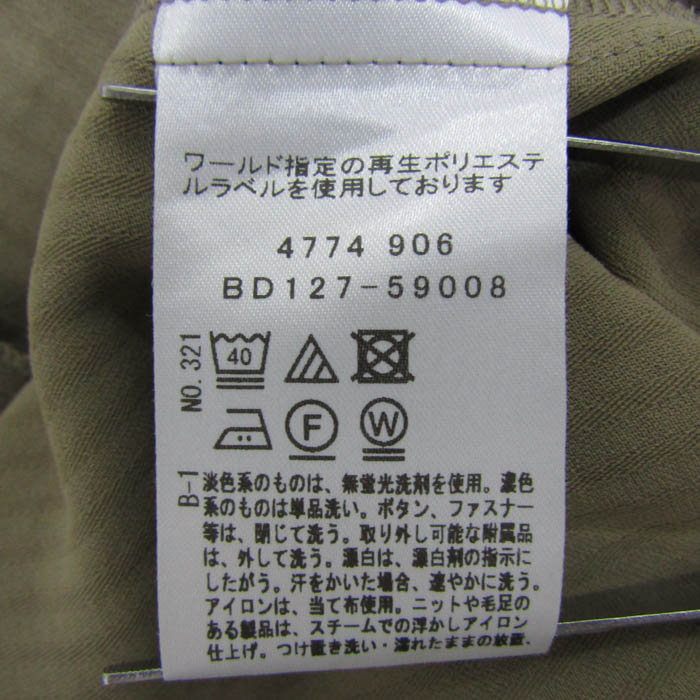 ワールド指定の再生ポリエステ
ルラベルを使用しております
4774 906
BD127-59008
NO.321
40
F
W
B-1
淡色系のものは、無蛍光洗剤を使用。濃色
系のものは単品洗い。ボタン、ファスナー
等は、閉じて洗う。取り外し可能な附属品
は、外して洗う。漂白は、漂白剤の指示に
したがう。汗をかいた場合、速やかに洗う。
アイロンは、当て布使用。ニットや毛足の
ある製品は、スチームでの浮かしアイロン
仕上げ。つけ置き洗い・濡れたままの放置、